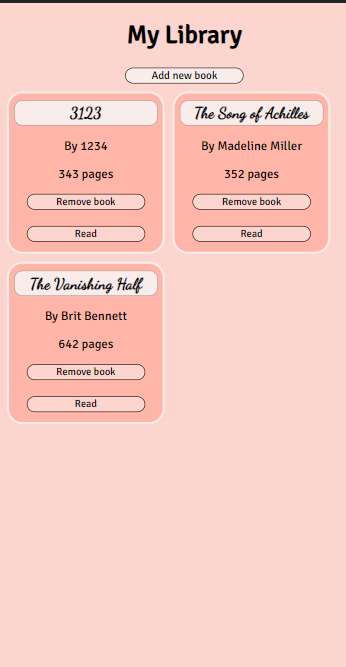 My Library
Add new book
3123
By 1234
343 pages
Remove book
Read
The Song of Achilles
By Madeline Miller
352 pages
Remove book
Read
The Vanishing Half
By Brit Bennett
642 pages
Remove book
Read